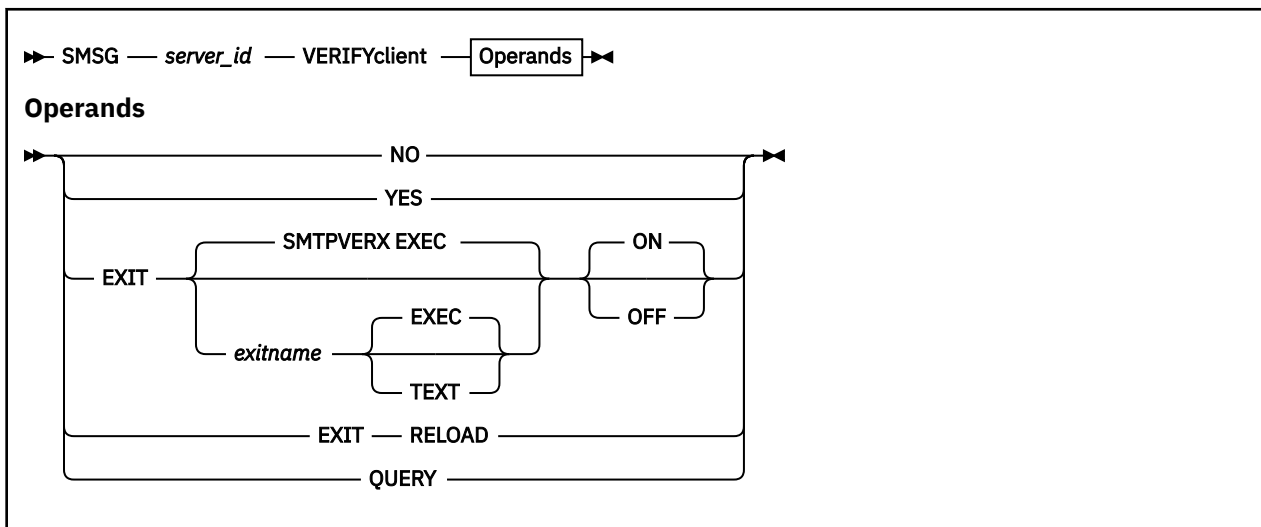 SMSG server_id VERIFYclient Operands
Operands
NO
YES
SMTPVERX EXEC ON
EXIT
EXEC OFF
exitname
TEXT
EXIT RELOAD
QUERY